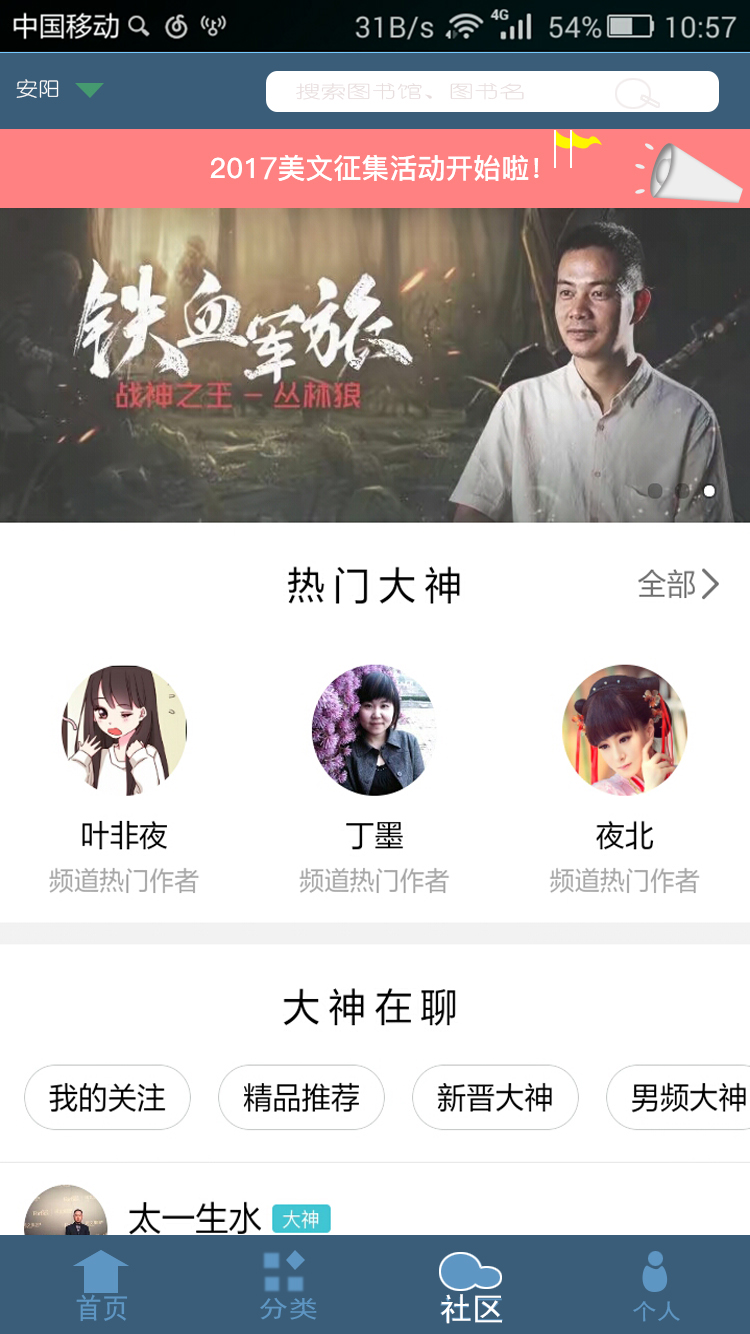 中国移动 31B/s 4G 54% 10:57
安阳 搜索图书馆、图书名
2017美文征集活动开始啦!
铁血军旅
战神之王 - 丛林狼
热门大神 全部
叶非夜 丁墨 夜北
频道热门作者 频道热门作者 频道热门作者
大神在聊
我的关注 精品推荐 新晋大神 男频大神
太一生水 大神
首页 分类 社区 个人